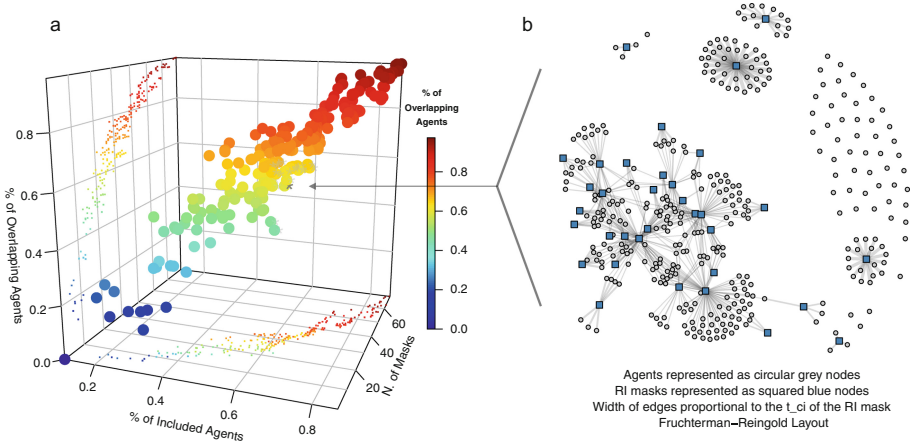 a
b
% of
Overlapping
Agents
0.8
0.6
0.4
0.2
0.0
% of Overlapping Agents
0.8
0.6
0.4
0.2
0.0
0.2
0.4
0.6
0.8
% of Included Agents
20
40
60
N. of Masks
Agents represented as circular grey nodes
RI masks represented as squared blue nodes
Width of edges proportional to the t_ci of the RI mask
Fruchterman–Reingold Layout